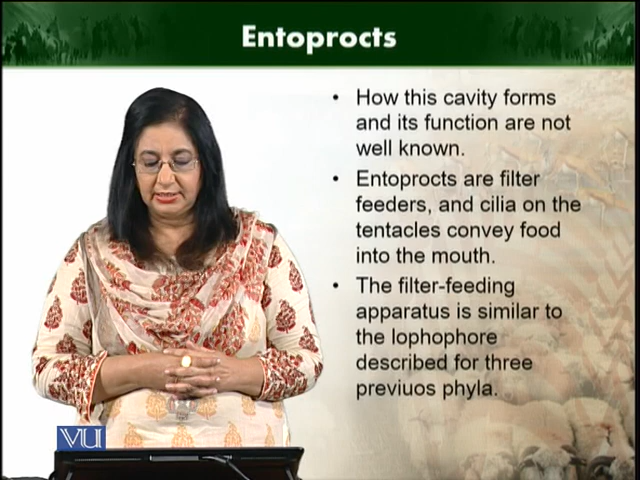 Entoprocts
• How this cavity forms
and its function are not
well known.
• Entoprocts are filter
feeders, and cilia on the
tentacles convey food
into the mouth.
• The filter-feeding
apparatus is similar to
the lophophore
described for three
previuos phyla.
VU